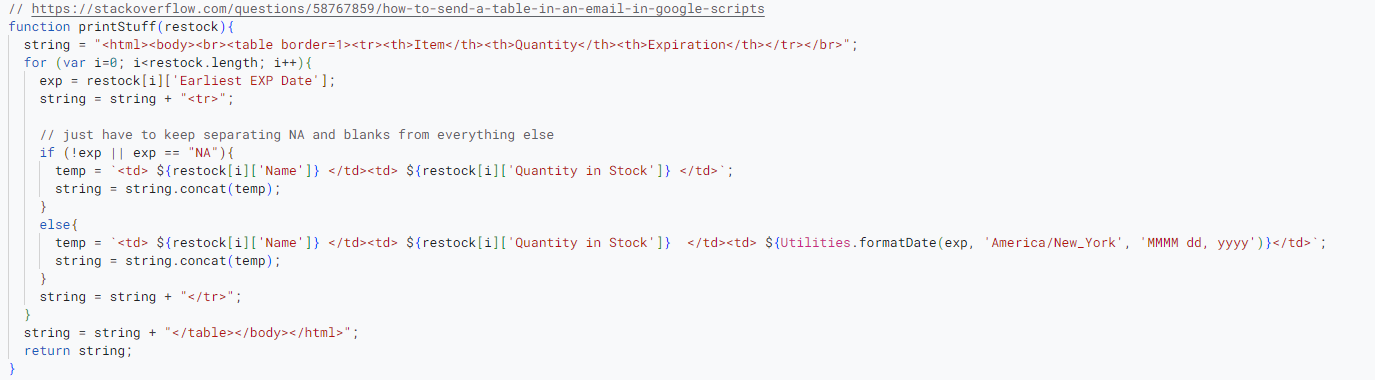 // https://stackoverflow.com/questions/58767859/how-to-send-a-table-in-an-email-in-google-scripts
function printStuff(restock){
  string = "<html><body><br><table border=1><tr><th>Item</th><th>Quantity</th><th>Expiration</th></tr></br>";
  for (var i=0; i<restock.length; i++){
    exp = restock[i]['Earliest EXP Date'];
    string = string + "<tr>";

    // just have to keep separating NA and blanks from everything else
    if (!exp || exp == "NA"){
      temp = `<td> ${restock[i]['Name']} </td><td> ${restock[i]['Quantity in Stock']} </td>`;
      string = string.concat(temp);
    }
    else{
      temp = `<td> ${restock[i]['Name']} </td><td> ${restock[i]['Quantity in Stock']}  </td><td> ${Utilities.formatDate(exp, 'America/New_York', 'MMMM dd, yyyy')}</td>`;
      string = string.concat(temp);
    }
    string = string + "</tr>";
  }
  string = string + "</table></body></html>";
  return string;
}